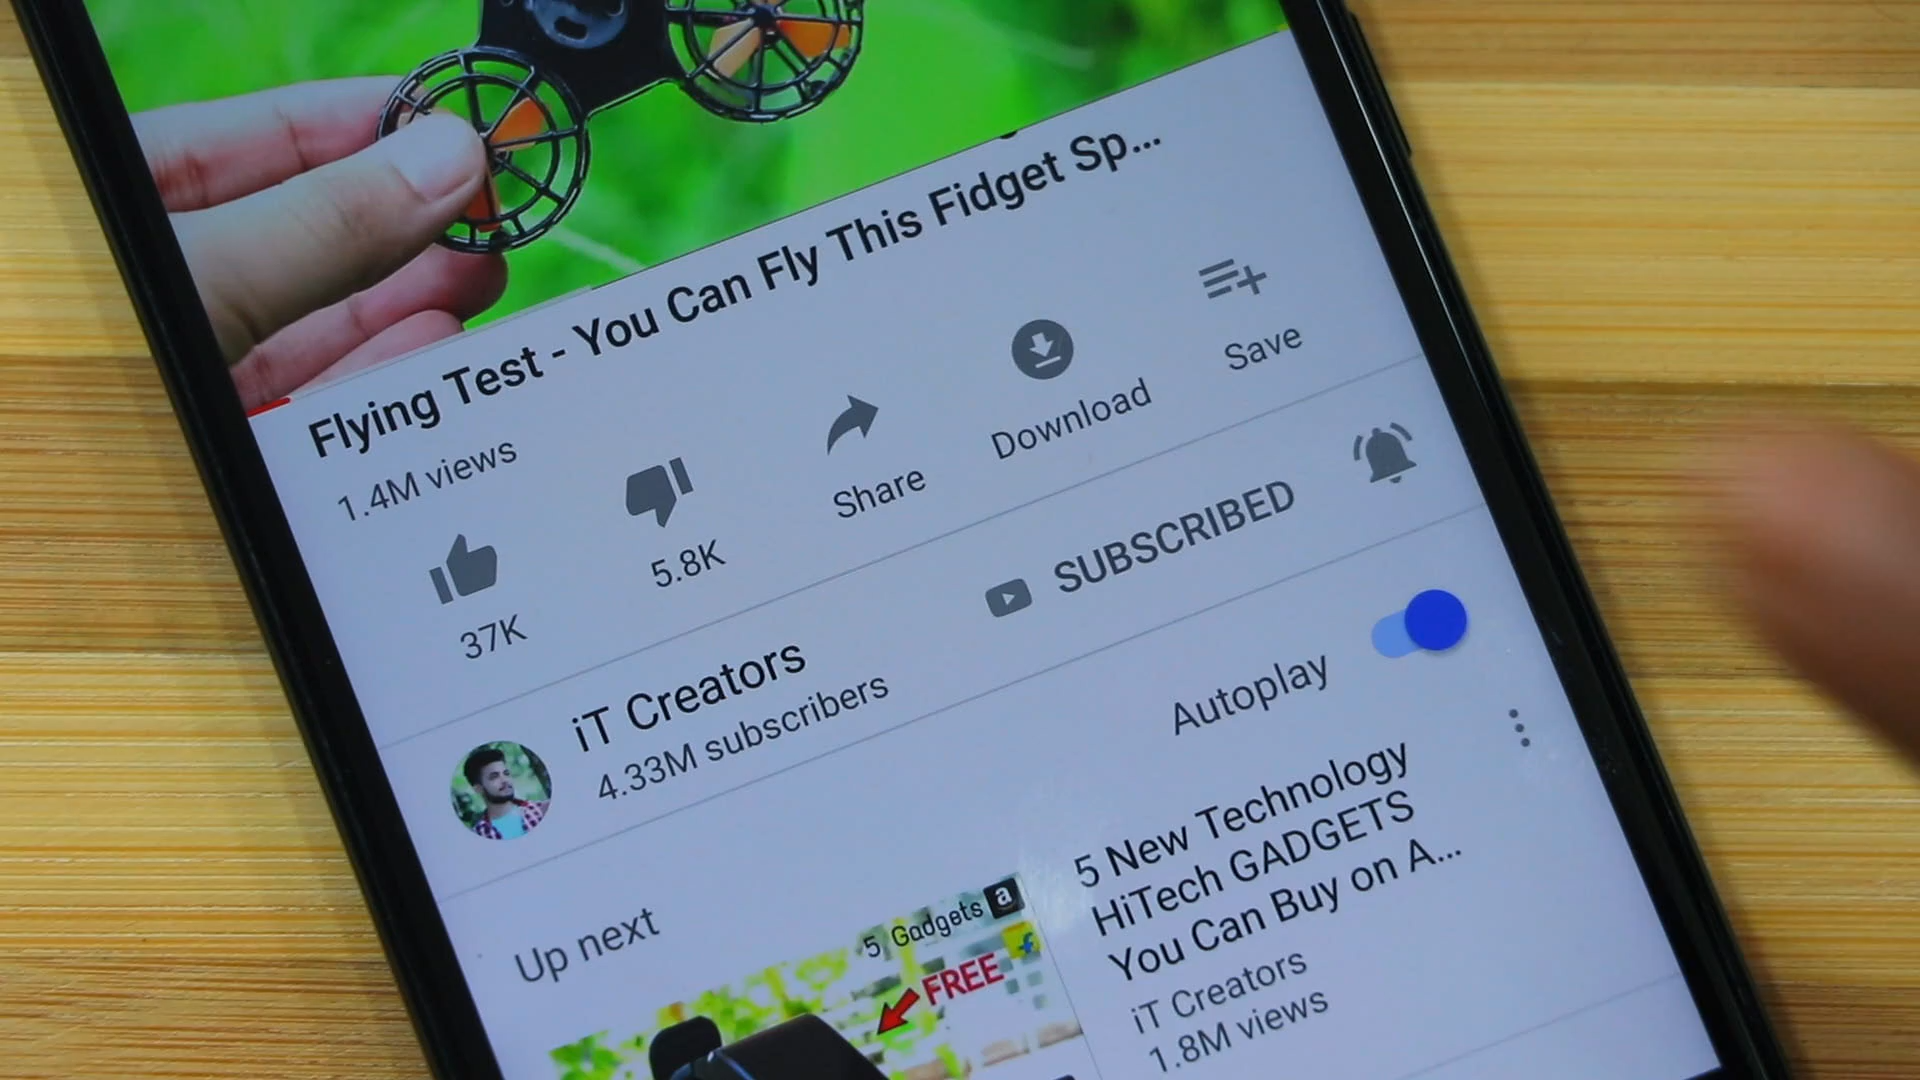 Flying Test - You Can Fly This Fidget Sp...
1.4M views
37K
5.8K
Share
Download
Save
iT Creators
4.33M subscribers
SUBSCRIBED
Up next
Autoplay
5 Gadgets a
FREE
5 New Technology
HiTech GADGETS
You Can Buy on A...
iT Creators
1.8M views